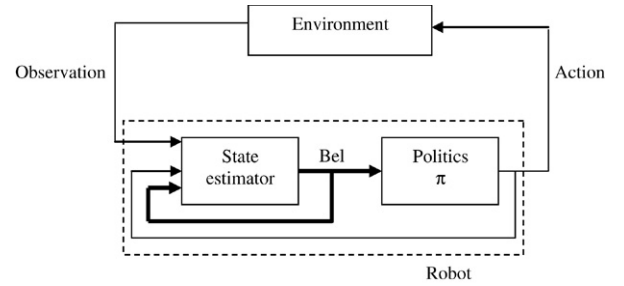 Environment
Observation
Action
State
estimator
Bel
Politics
π
Robot